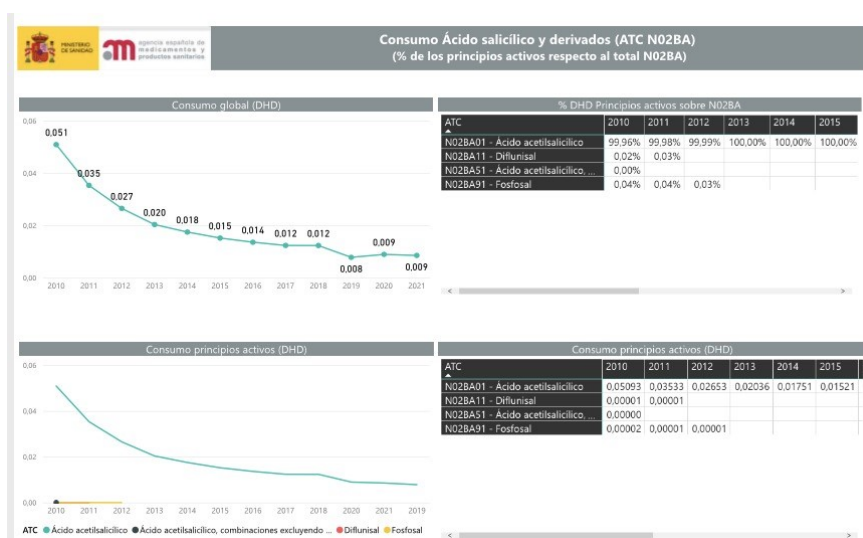 MINISTERIO
DE SANIDAD
agencia española de
medicamentos y
productos sanitarios
Consumo Ácido salicílico y derivados (ATC N02BA)
(% de los principios activos respecto al total N02BA)
Consumo global (DHD)
0,06
0,04
0,02
0,00
0,051
0,035
0,027
0,020
0,018
0,015
0,014
0,012
0,012
0,008
0,009
0,009
2010 2011 2012 2013 2014 2015 2016 2017 2018 2019 2020 2021
% DHD Principios activos sobre N02BA
ATC 2010 2011 2012 2013 2014 2015
N02BA01 - Ácido acetilsalicílico 99,96% 99,98% 99,99% 100,00% 100,00% 100,00%
N02BA11 - Diflunisal 0,02% 0,03%
N02BA51 - Ácido acetilsalicílico, ... 0,00%
N02BA91 - Fosfosal 0,04% 0,04% 0,03%
Consumo principios activos (DHD)
0,06
0,04
0,02
0,00
2010 2011 2012 2013 2014 2015 2016 2017 2018 2020 2021 2019
ATC Ácido acetilsalicílico Ácido acetilsalicílico, combinaciones excluyendo ... Diflunisal Fosfosal
Consumo principios activos (DHD)
ATC 2010 2011 2012 2013 2014 2015
N02BA01 - Ácido acetilsalicílico 0,05093 0,03533 0,02653 0,02036 0,01751 0,01521
N02BA11 - Diflunisal 0,00001 0,00001
N02BA51 - Ácido acetilsalicílico, ... 0,00000
N02BA91 - Fosfosal 0,00002 0,00001 0,00001